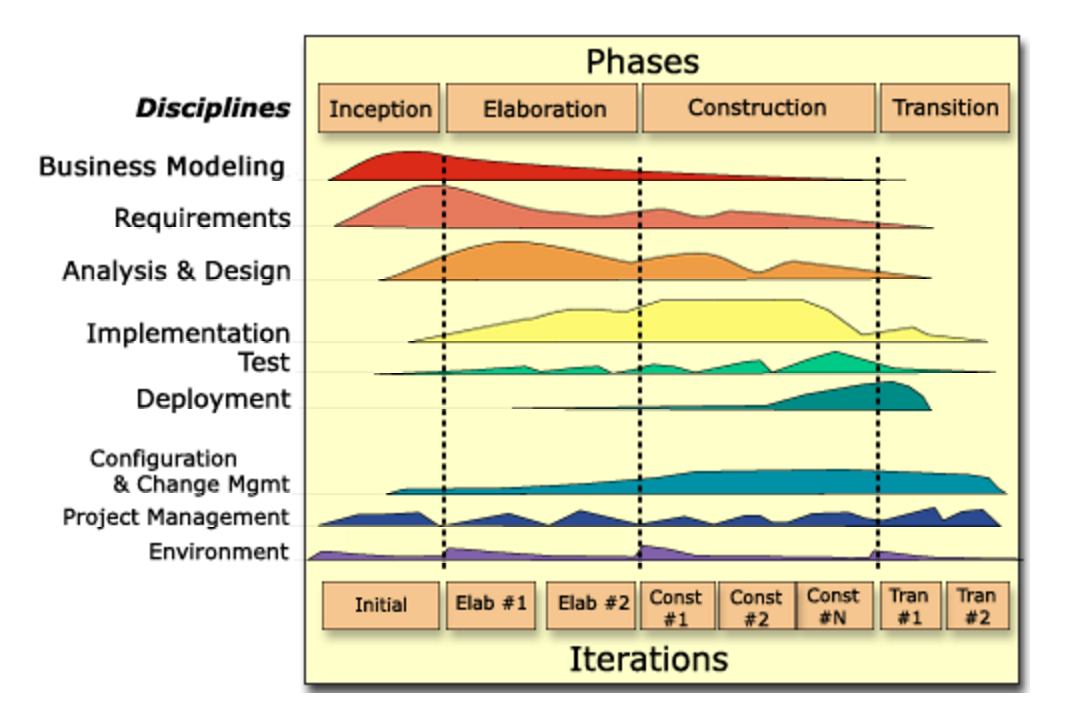 Phases
Disciplines
Inception
Elaboration
Construction
Transition
Business Modeling
Requirements
Analysis & Design
Implementation
Test
Deployment
Configuration
& Change Mgmt
Project Management
Environment
Initial
Elab #1
Elab #2
Const
#1
Const
#2
Const
#N
Tran
#1
Tran
#2
Iterations